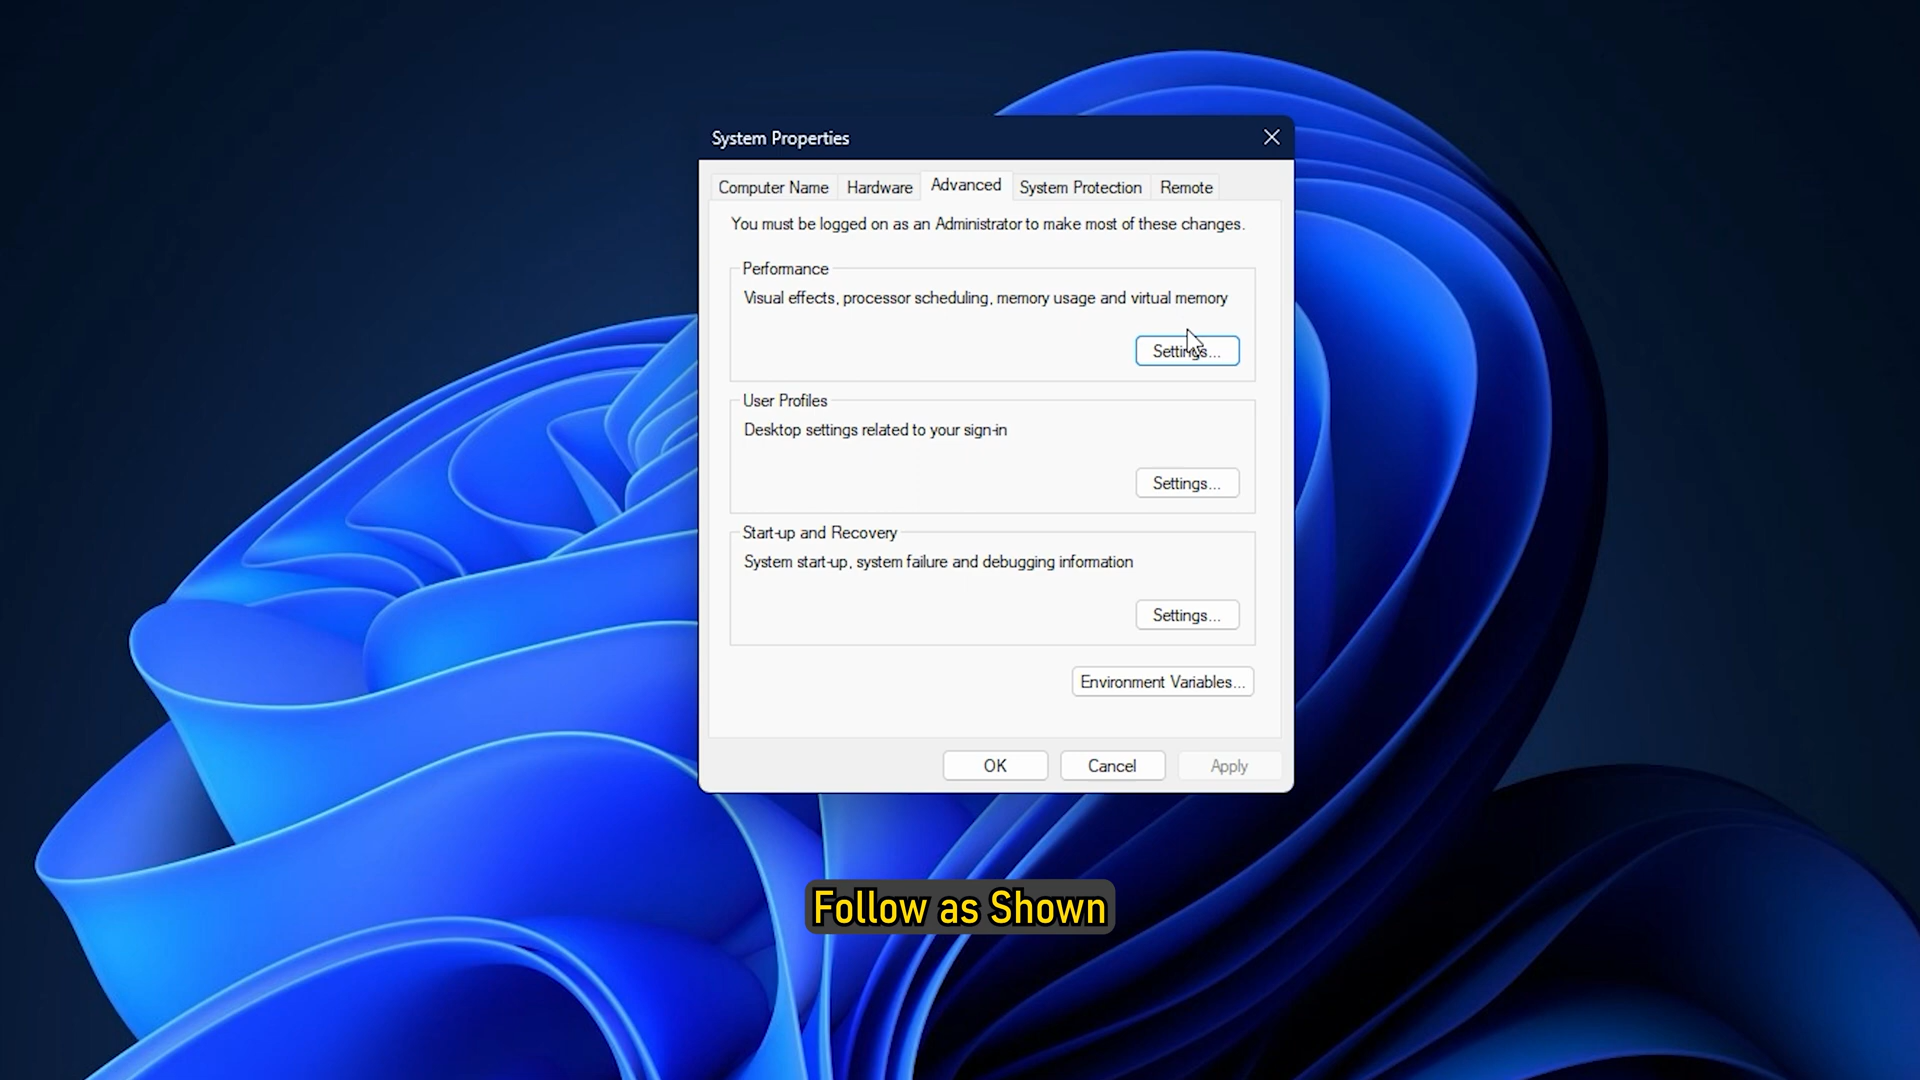 System Properties
Computer Name
Hardware
Advanced
System Protection
Remote
You must be logged on as an Administrator to make most of these changes.
Performance
Visual effects, processor scheduling, memory usage and virtual memory
Settings...
User Profiles
Desktop settings related to your sign-in
Settings...
Start-up and Recovery
System start-up, system failure and debugging information
Settings...
Environment Variables...
OK
Cancel
Apply
Follow as Shown